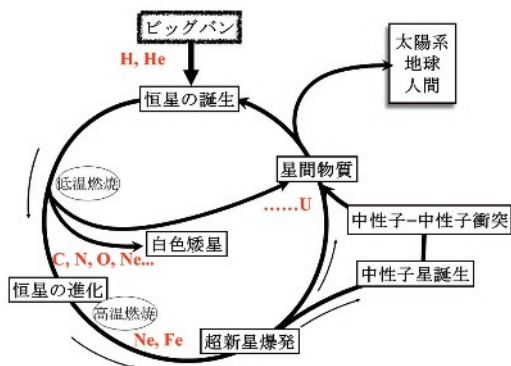 ビッグバン
H, He
太陽系
地球
人間
恒星の誕生
星間物質
低温燃焼
......U
中性子−中性子衝突
白色矮星
C, N, O, Ne...
中性子星誕生
恒星の進化
高温燃焼
Ne, Fe
超新星爆発